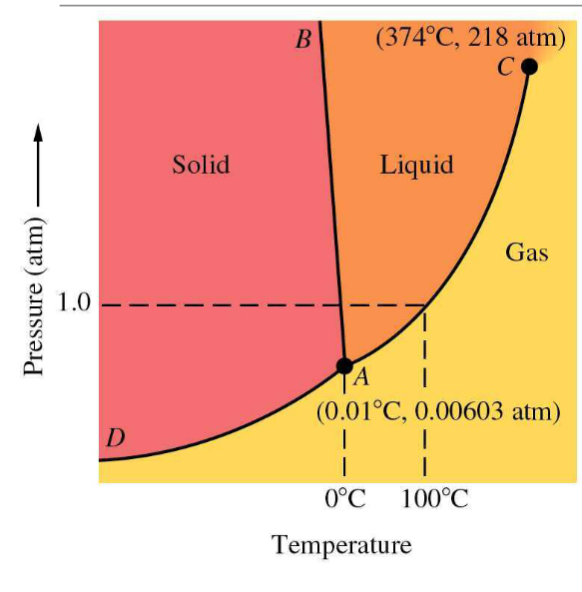 B
(374°C, 218 atm)
C
Solid
Liquid
Gas
Pressure (atm)
1.0
A
(0.01°C, 0.00603 atm)
D
0°C
100°C
Temperature